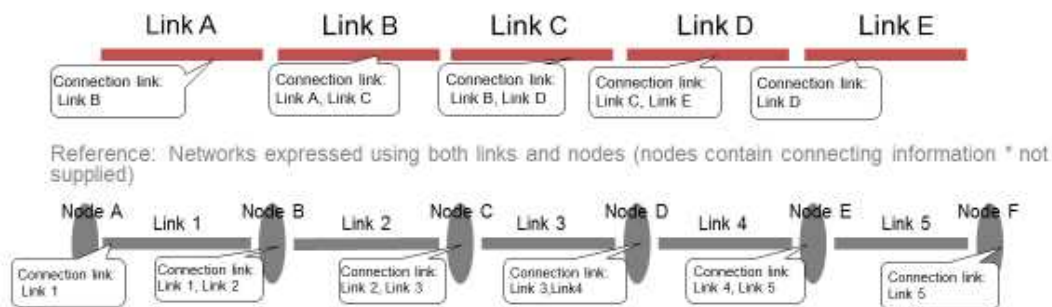 Link A
Link B
Link C
Link D
Link E
Connection link:
Link B
Connection link:
Link A, Link C
Connection link:
Link B, Link D
Connection link:
Link C, Link E
Connection link:
Link D
Reference: Networks expressed using both links and nodes (nodes contain connecting information * not
supplied)
Node A
Link 1
Node B
Link 2
Node C
Link 3
Node D
Link 4
Node E
Link 5
Node F
Connection link:
Link 1
Connection link:
Link 1, Link 2
Connection link:
Link 2, Link 3
Connection link:
Link 3,Link4
Connection link:
Link 4, Link 5
Connection link:
Link 5